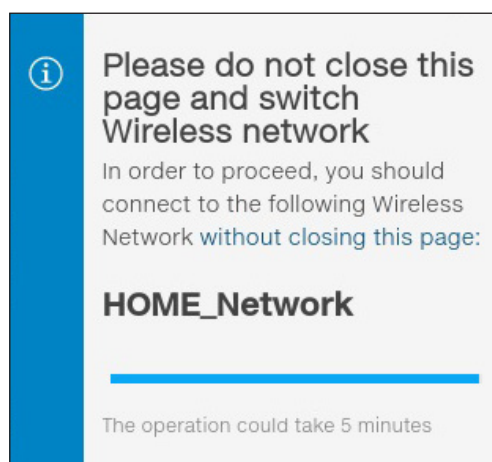 Please do not close this
page and switch
Wireless network
In order to proceed, you should
connect to the following Wireless
Network without closing this page:
HOME_Network
The operation could take 5 minutes